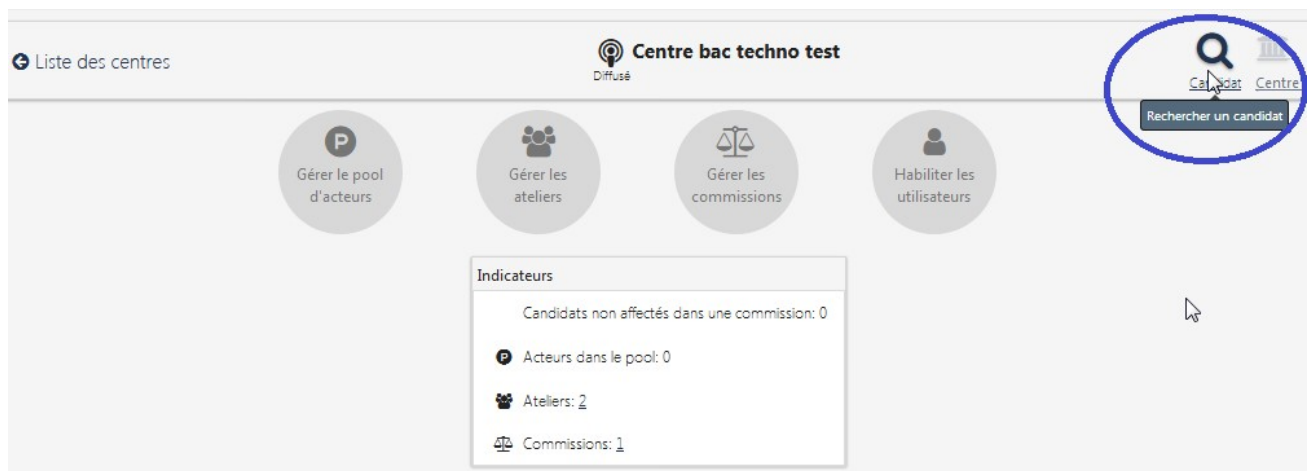 Liste des centres
Centre bac techno test
Diffusé
Candidat Centre
Rechercher un candidat
P
Gérer le pool
d'acteurs
Gérer les
ateliers
Gérer les
commissions
Habiliter les
utilisateurs
Indicateurs
Candidats non affectés dans une commission: 0
P Acteurs dans le pool: 0
Ateliers: 2
Commissions: 1